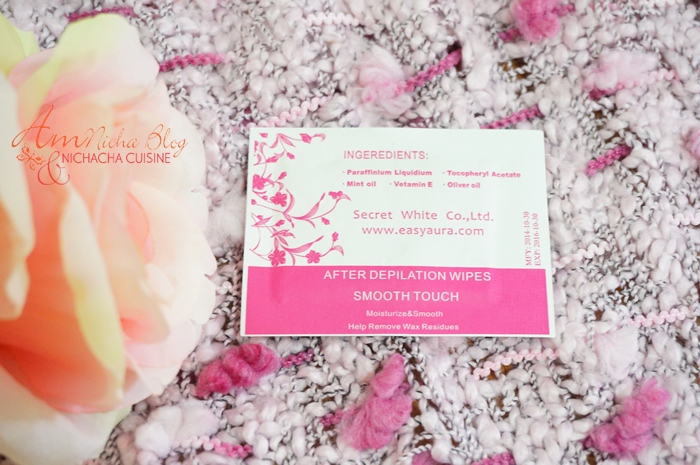 AmNicha Blog
& NICHACHA CUISINE
INGEREDIENTS:
· Paraffinium Liquidium · Tocopheryl Acetate
· Mint oil · Vetamin E · Oliver oil
Secret White Co.,Ltd.
www.easyaura.com
MFY: 2014-10-30
EXP: 2016-10-30
AFTER DEPILATION WIPES
SMOOTH TOUCH
Moisturize&Smooth
Help Remove Wax Residues